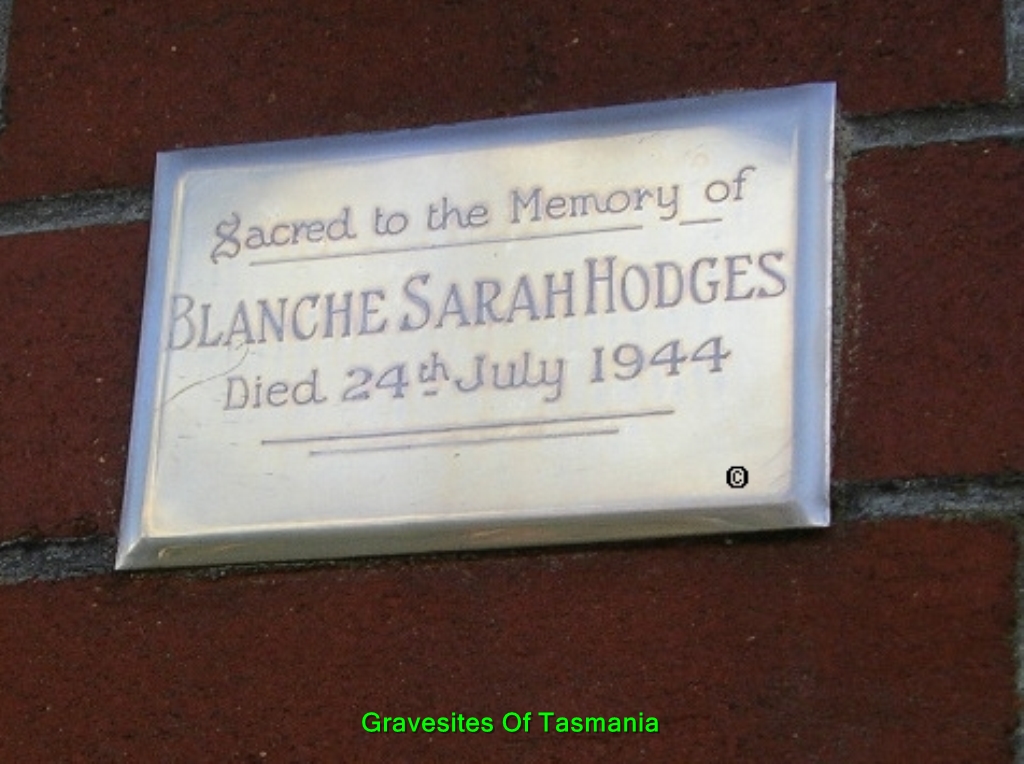 Sacred to the Memory of
BLANCHE SARAH HODGES
Died 24th July 1944
©
Gravesites Of Tasmania